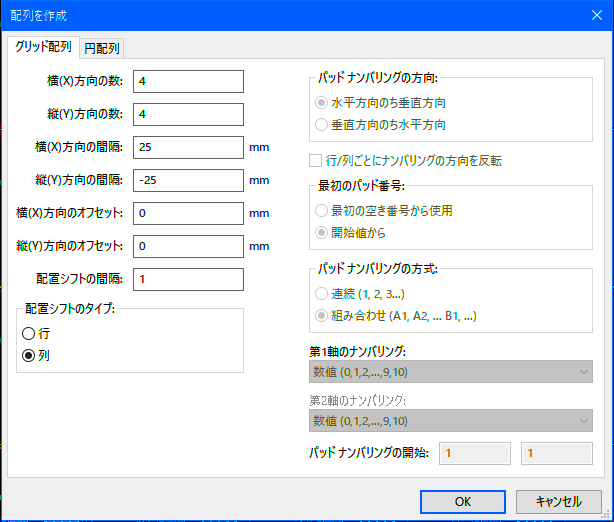 配列を作成
グリッド配列
円配列
横(X)方向の数: 4
縦(Y)方向の数: 4
横(X)方向の間隔: 25 mm
縦(Y)方向の間隔: -25 mm
横(X)方向のオフセット: 0 mm
縦(Y)方向のオフセット: 0 mm
配置シフトの間隔: 1
配置シフトのタイプ:
行
列
パッド ナンバリングの方向:
水平方向のち垂直方向
垂直方向のち水平方向
行/列ごとにナンバリングの方向を反転
最初のパッド番号:
最初の空き番号から使用
開始値から
パッド ナンバリングの方式:
連続 (1, 2, 3...)
組み合わせ (A1, A2, ... B1, ...)
第1軸のナンバリング:
数値 (0,1,2,...,9,10)
第2軸のナンバリング:
数値 (0,1,2,...,9,10)
パッド ナンバリングの開始: 1 1
OK
キャンセル